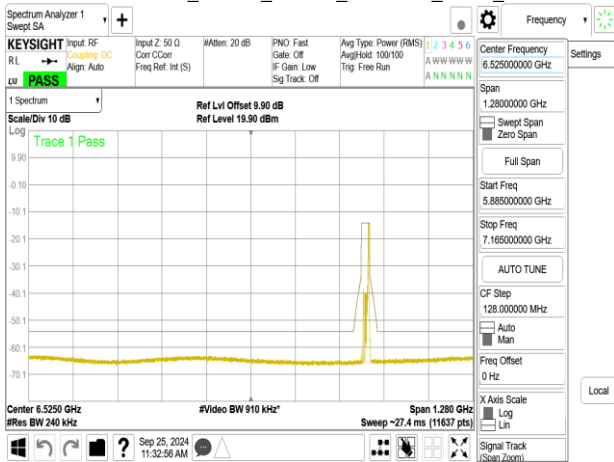 Spectrum Analyzer 1
Swept SA
+
Frequency
KEYSIGHT
RL
LXI
PASS
Input: RF
Coupling: DC
Align: Auto
Input Z: 50 Ω
Corr CCorr
Freq Ref: Int (S)
#Atten: 20 dB
PNO: Fast
Gate: Off
IF Gain: Low
Sig Track: Off
Avg Type: Power (RMS)
Avg|Hold: 100/100
Trig: Free Run
1 2 3 4 5 6
A W W W W W
A N N N N N
1 Spectrum
Scale/Div 10 dB
Ref Lvl Offset 9.90 dB
Ref Level 19.90 dBm
Log
Trace 1 Pass
9.90
-0.10
-10.1
-20.1
-30.1
-40.1
-50.1
-60.1
-70.1
Center 6.5250 GHz
#Res BW 240 kHz
#Video BW 910 kHz*
Span 1.280 GHz
Sweep ~27.4 ms (11637 pts)
Center Frequency
6.525000000 GHz
Settings
Span
1.28000000 GHz
Swept Span
Zero Span
Full Span
Start Freq
5.885000000 GHz
Stop Freq
7.165000000 GHz
AUTO TUNE
CF Step
128.000000 MHz
Auto
Man
Freq Offset
0 Hz
X Axis Scale
Log
Lin
Local
Signal Track
(Span Zoom)
?
Sep 25, 2024
11:32:56 AM